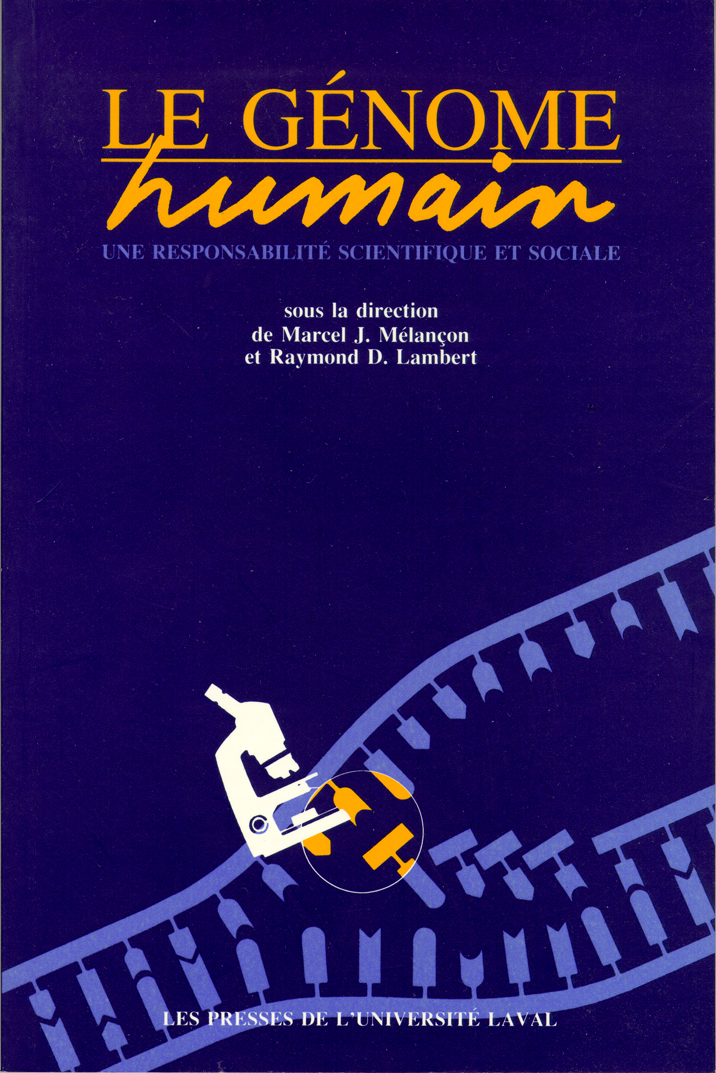 LE GÉNOME
humain
UNE RESPONSABILITÉ SCIENTIFIQUE ET SOCIALE
sous la direction
de Marcel J. Mélançon
et Raymond D. Lambert
LES PRESSES DE L'UNIVERSITÉ LAVAL